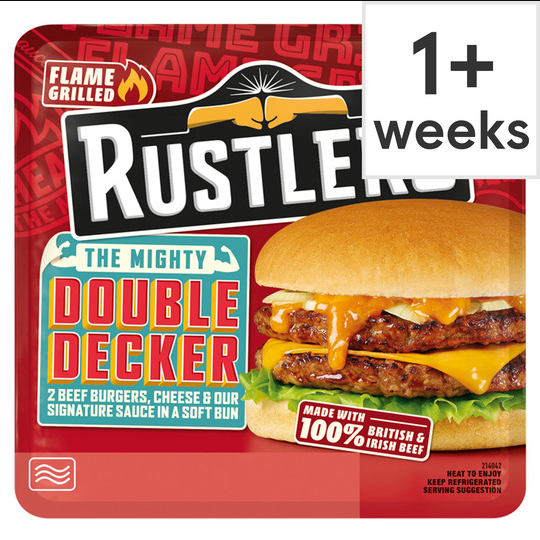 FLAME
GRILLED
1+
weeks
RUSTLERS
THE MIGHTY
DOUBLE
DECKER
2 BEEF BURGERS, CHEESE & OUR
SIGNATURE SAUCE IN A SOFT BUN
MADE WITH
100% BRITISH &
IRISH BEEF
214042
HEAT TO ENJOY
KEEP REFRIGERATED
SERVING SUGGESTION